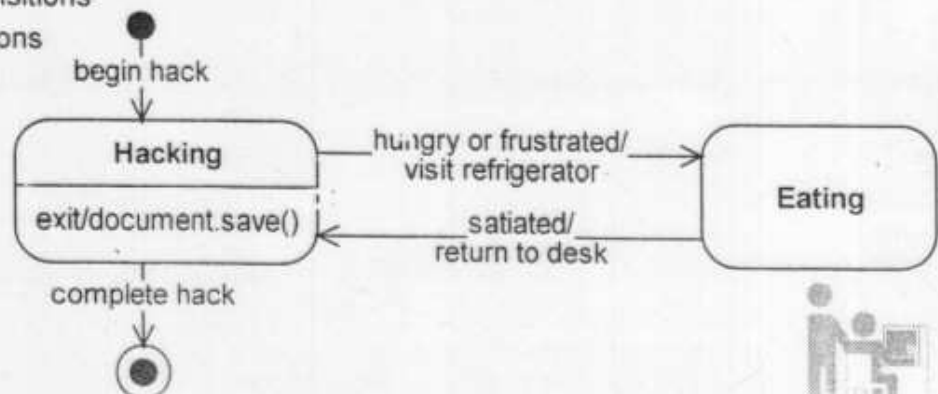 ons
begin hack
Hacking
exit/document.save()
complete hack
hungry or frustrated/
visit refrigerator
satiated/
return to desk
Eating